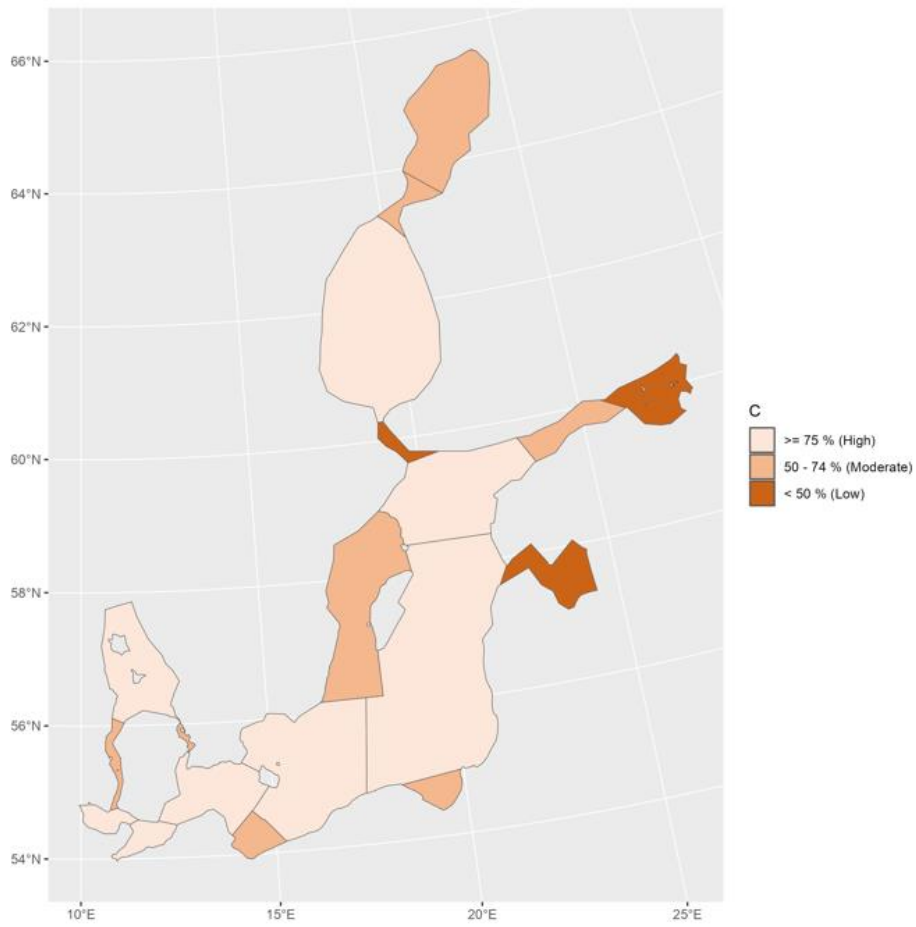 66°N
64°N
62°N
60°N
58°N
56°N
54°N
10°E
15°E
20°E
25°E
C
>= 75 % (High)
50 - 74 % (Moderate)
< 50 % (Low)